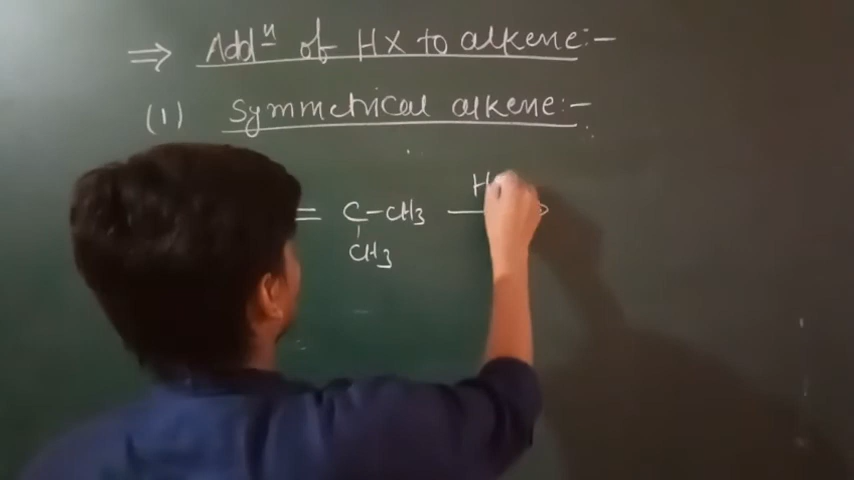 ⇒ Addⁿ of HX to alkene:-
(1) Symmetrical alkene:-
H
= C-CH3 →
CH3